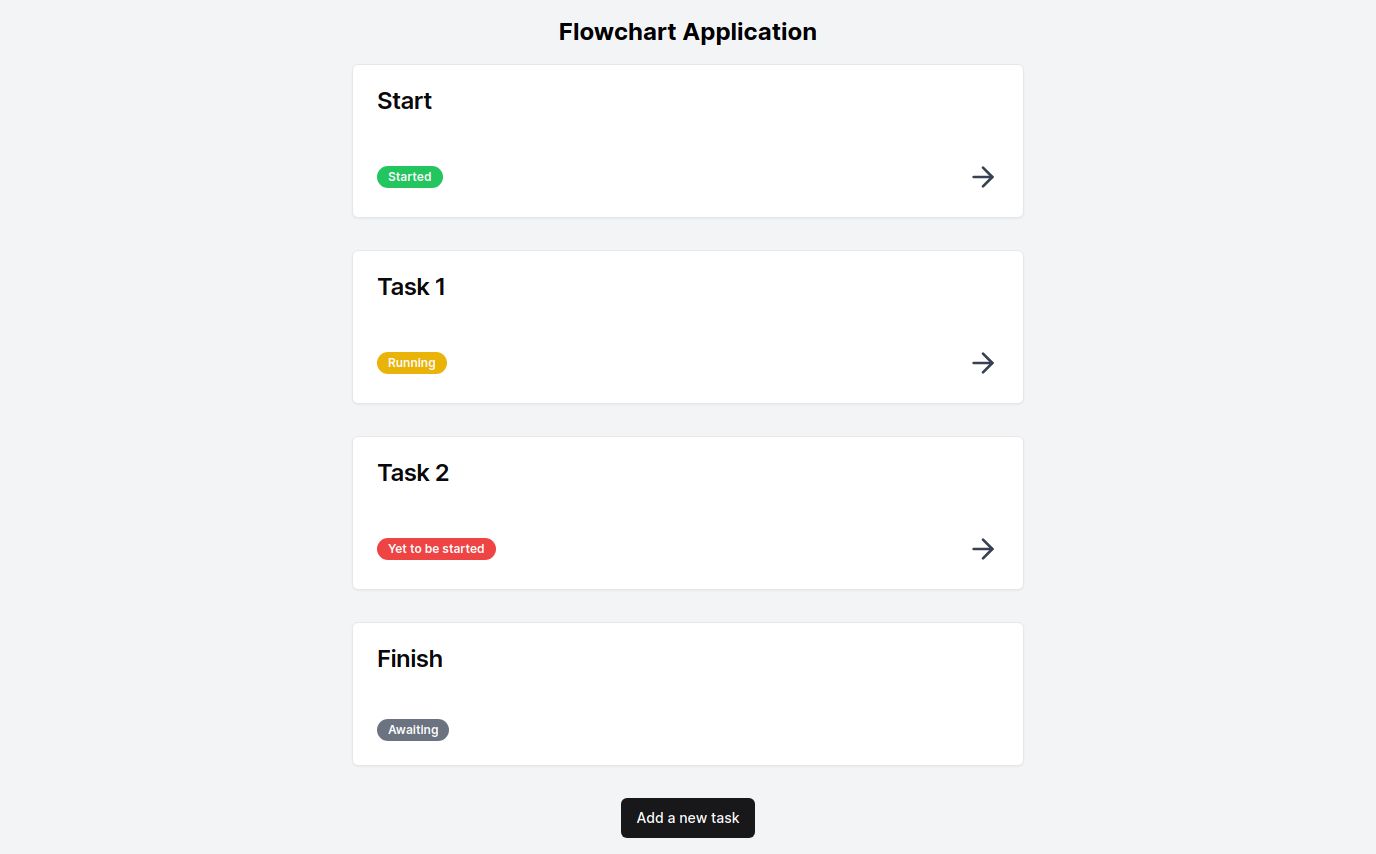 Flowchart Application
Start
Started
Task 1
Running
Task 2
Yet to be started
Finish
Awaiting
Add a new task